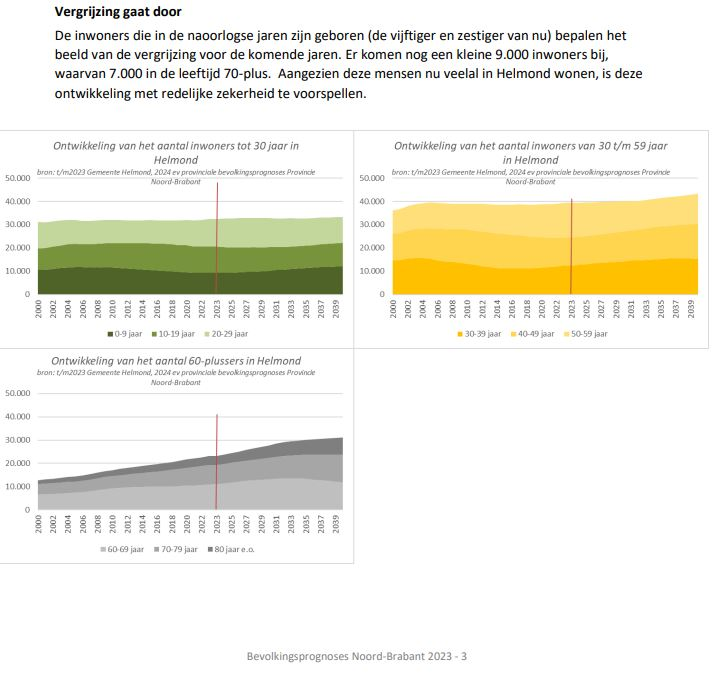 Vergrijzing gaat door
De inwoners die in de naoorlogse jaren zijn geboren (de vijftiger en zestiger van nu) bepalen het
beeld van de vergrijzing voor de komende jaren. Er komen nog een kleine 9.000 inwoners bij,
waarvan 7.000 in de leeftijd 70-plus.  Aangezien deze mensen nu veelal in Helmond wonen, is deze
ontwikkeling met redelijke zekerheid te voorspellen.
Ontwikkeling van het aantal inwoners tot 30 jaar in
Helmond
bron: t/m2023 Gemeente Helmond, 2024 ev provinciale bevolkingsprognoses Provincie
Noord-Brabant
50.000
40.000
30.000
20.000
10.000
0
2000 2002 2004 2006 2008 2010 2012 2014 2016 2018 2020 2022 2023 2025 2027 2029 2031 2033 2035 2037 2039
0-9 jaar 10-19 jaar 20-29 jaar
Ontwikkeling van het aantal inwoners van 30 t/m 59 jaar
in Helmond
bron: t/m2023 Gemeente Helmond, 2024 ev provinciale bevolkingsprognoses Provincie
Noord-Brabant
50.000
40.000
30.000
20.000
10.000
0
2000 2002 2004 2006 2008 2010 2012 2014 2016 2018 2020 2022 2023 2025 2027 2029 2031 2033 2035 2037 2039
30-39 jaar 40-49 jaar 50-59 jaar
Ontwikkeling van het aantal 60-plussers in Helmond
bron: t/m2023 Gemeente Helmond, 2024 ev provinciale bevolkingsprognoses Provincie
Noord-Brabant
50.000
40.000
30.000
20.000
10.000
0
2000 2002 2004 2006 2008 2010 2012 2014 2016 2018 2020 2022 2023 2025 2027 2029 2031 2033 2035 2037 2039
60-69 jaar 70-79 jaar 80 jaar e.o.
Bevolkingsprognoses Noord-Brabant 2023 - 3